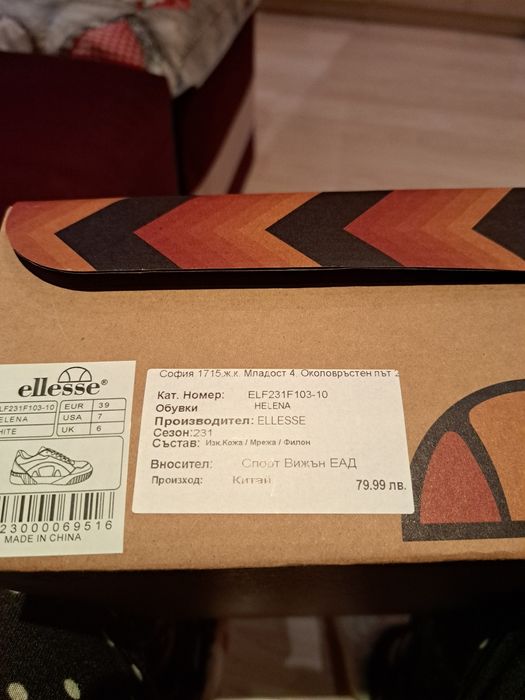 ellesse®
ELF231F103-10
ELENA
HITE
EUR 39
USA 7
UK 6
23000069516
MADE IN CHINA
София 1715,ж.к. Младост 4, Околовръстен път
Кат. Номер: ELF231F103-10
Обувки HELENA
Производител: ELLESSE
Сезон:231
Състав: Изк.Кожа / Мрежа / Филон
Вносител: Спорт Вижън ЕАД
Произход: Китай
79.99 лв.